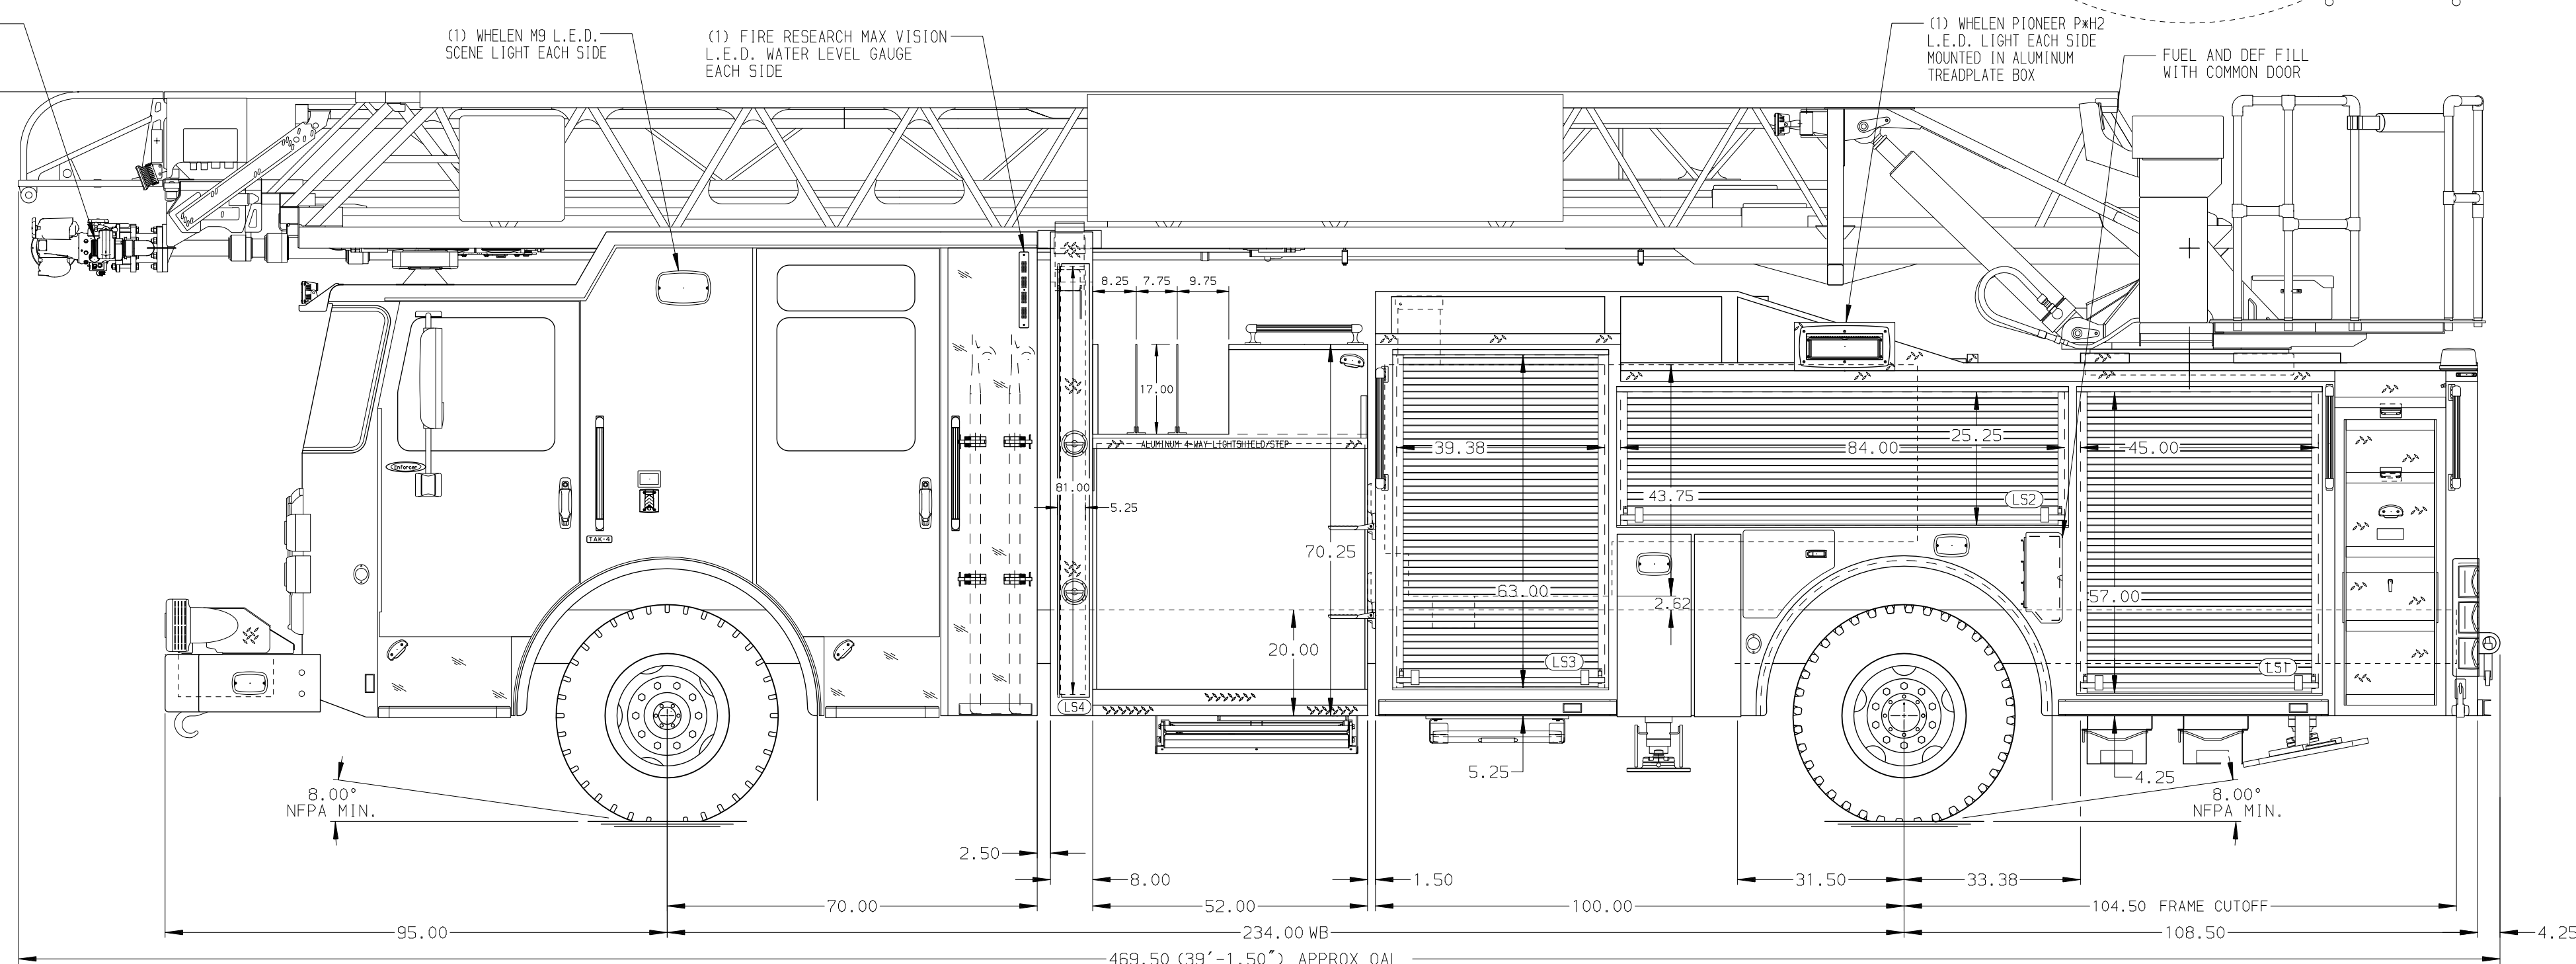 (1) WHELEN M9 L.E.D.
SCENE LIGHT EACH SIDE
(1) FIRE RESEARCH MAX VISION
L.E.D. WATER LEVEL GAUGE
EACH SIDE
(1) WHELEN PIONEER P*H2
L.E.D. LIGHT EACH SIDE
MOUNTED IN ALUMINUM
TREADPLATE BOX
FUEL AND DEF FILL
WITH COMMON DOOR
8.25
7.75
9.75
17.00
ALUMINUM 4-WAY LIGHTSHIELD/STEP
39.38
84.00
25.25
45.00
Enforcer
81.00
5.25
43.75
LS2
TAK-4
70.25
63.00
2.62
57.00
20.00
LS3
LS1
LS4
5.25
4.25
8.00°
NFPA MIN.
8.00°
NFPA MIN.
2.50
8.00
1.50
31.50
33.38
70.00
52.00
100.00
104.50 FRAME CUTOFF
95.00
234.00 WB
108.50
4.25
469.50 (39'-1.50") APPROX OAL